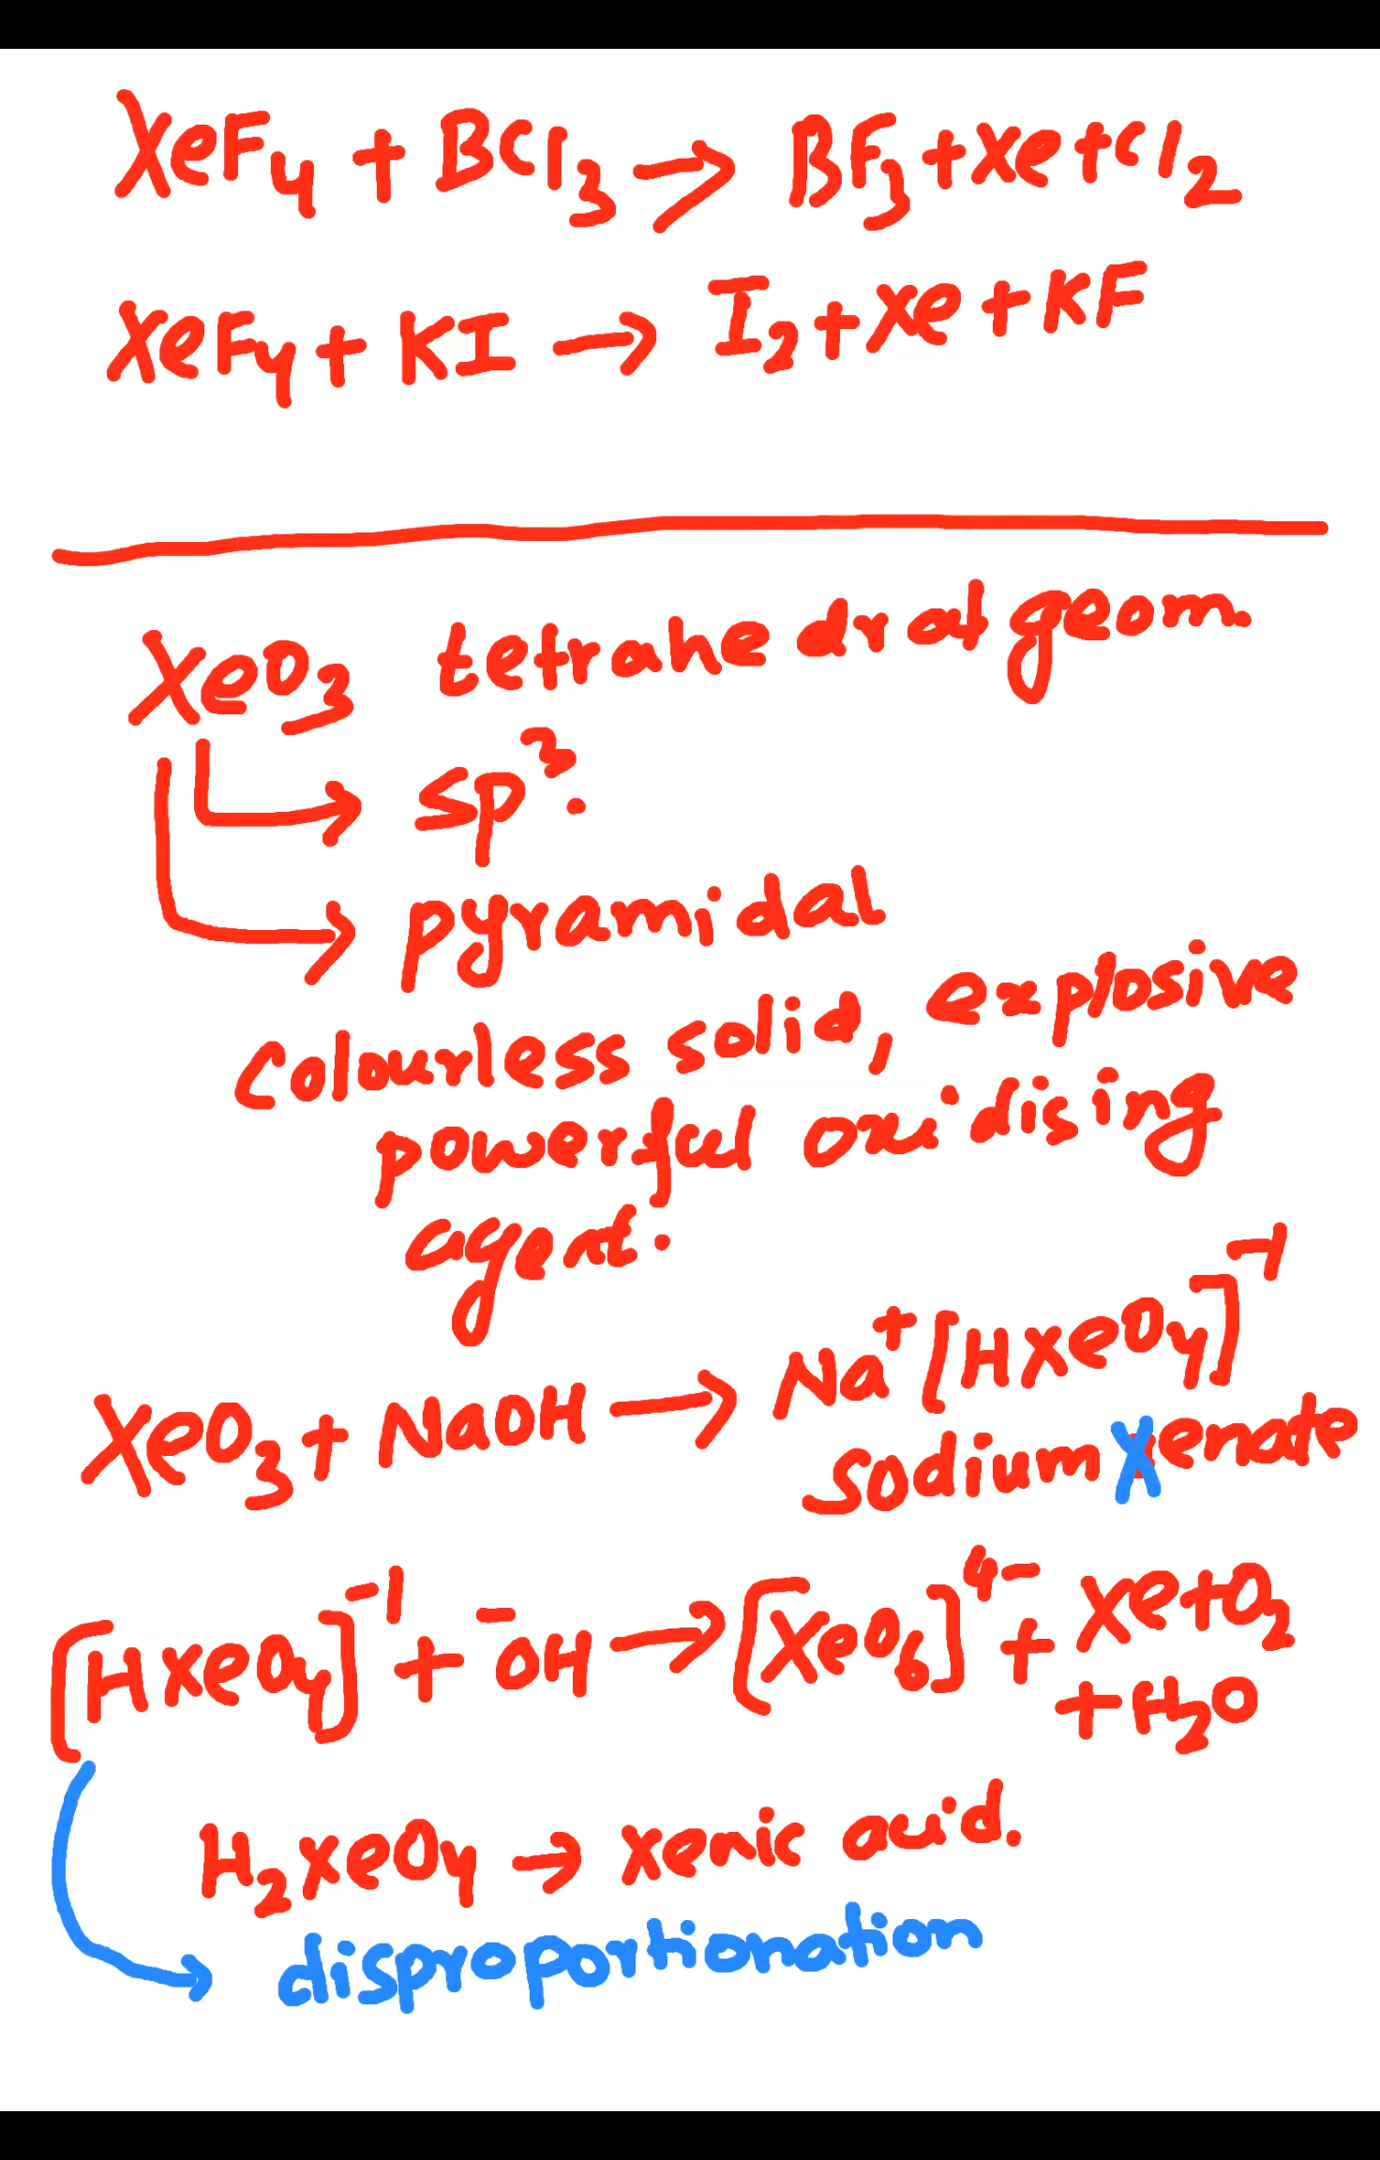 XeF₄ + BCl₃ → BF₃ + Xe + Cl₂
XeF₄ + KI → I₂ + Xe + KF
XeO₃ tetrahedral geom.
→ sp³.
→ pyramidal
Colourless solid, explosive
powerful oxidising
agent.
XeO₃ + NaOH → Na⁺[HXeO₄]⁻¹
Sodium Xenate
[HXeO₄]⁻¹ + ⁻OH → [XeO₆]⁴⁻ + Xe + O₂
+ H₂O
H₂XeO₄ → Xenic acid.
→ disproportionation